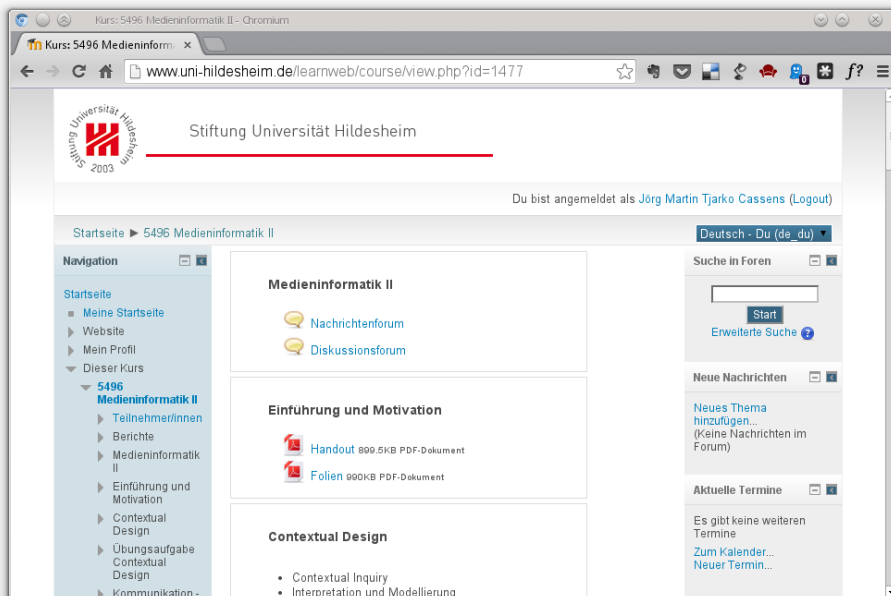 Kurs: 5496 Medieninformatik II - Chromium
Kurs: 5496 Medieninform
www.uni-hildesheim.de/learnweb/course/view.php?id=1477
0
f?
Stiftung Universität Hildesheim
2003
Stiftung Universität Hildesheim
Du bist angemeldet als Jörg Martin Tjarko Cassens (Logout)
Startseite ► 5496 Medieninformatik II
Deutsch - Du (de_du)
Navigation
Startseite
Meine Startseite
Website
Mein Profil
Dieser Kurs
5496
Medieninformatik II
Teilnehmer/innen
Berichte
Medieninformatik
II
Einführung und
Motivation
Contextual
Design
Übungsaufgabe
Contextual
Design
Kommunikation -
Medieninformatik II
Nachrichtenforum
Diskussionsforum
Einführung und Motivation
Handout 899.5KB PDF-Dokument
Folien 990KB PDF-Dokument
Contextual Design
• Contextual Inquiry
• Interpretation und Modellierung
Suche in Foren
Start
Erweiterte Suche ?
Neue Nachrichten
Neues Thema
hinzufügen...
(Keine Nachrichten im
Forum)
Aktuelle Termine
Es gibt keine weiteren
Termine
Zum Kalender...
Neuer Termin...